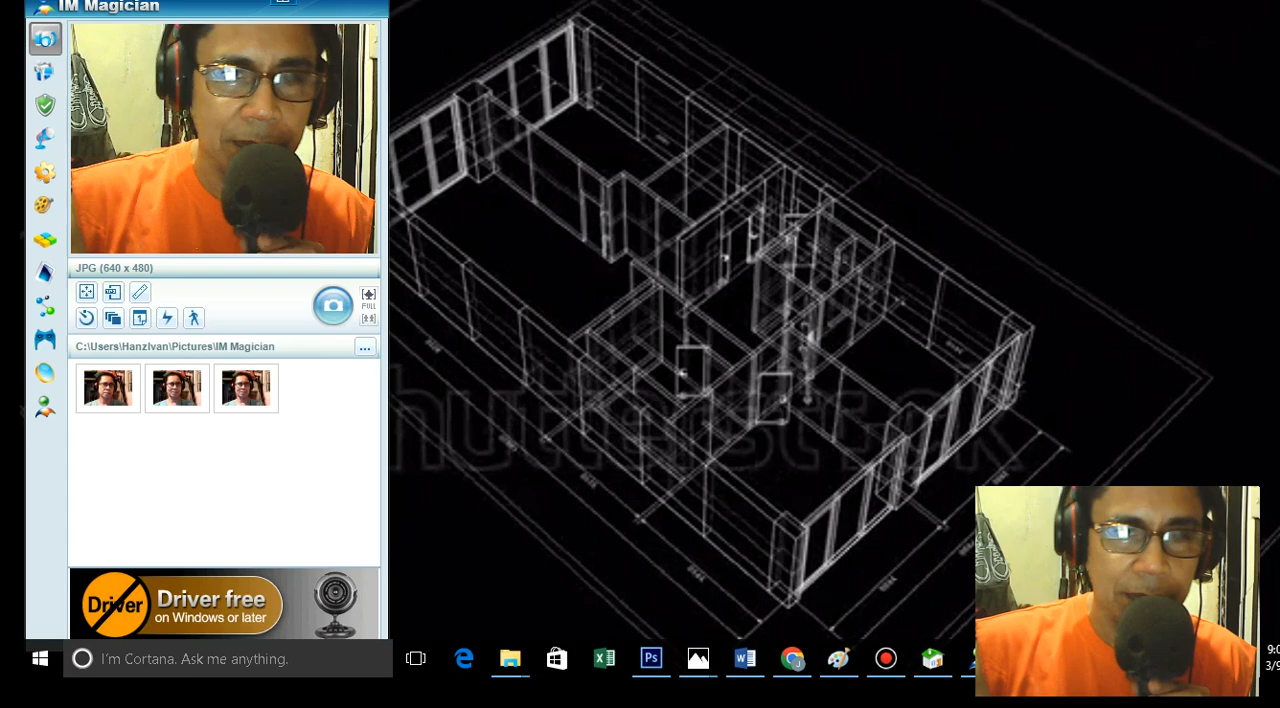 IM Magician
JPG (640 x 480)
FULL
C:\Users\HanzIvan\Pictures\IM Magician
...
Driver
Driver free
on Windows or later
I'm Cortana. Ask me anything.
Ps